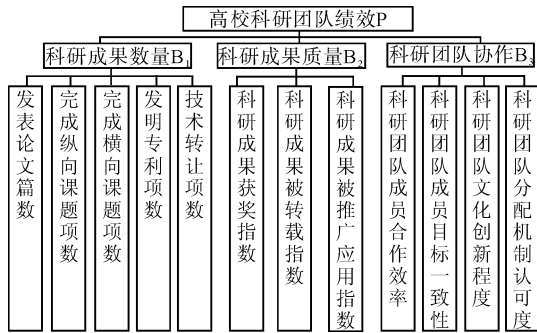 高校科研团队绩效P
科研成果数量B1
科研成果质量B2
科研团队协作B3
发表论文篇数
完成纵向课题项数
完成横向课题项数
发明专利项数
技术转让项数
科研成果获奖指数
科研成果被转载指数
科研成果被推广应用指数
科研团队成员合作效率
科研团队成员目标一致性
科研团队文化创新程度
科研团队分配机制认可度